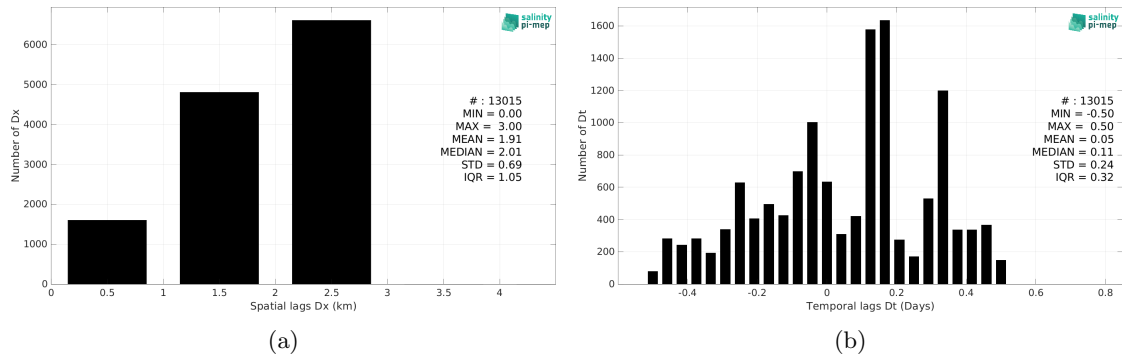 salinity
pi-mep
6000
5000
4000
3000
2000
1000
0
Number of Dx
# : 13015
MIN = 0.00
MAX = 3.00
MEAN = 1.91
MEDIAN = 2.01
STD = 0.69
IQR = 1.05
0 0.5 1 1.5 2 2.5 3 3.5 4
Spatial lags Dx (km)
(a)
salinity
pi-mep
1600
1400
1200
1000
800
600
400
200
0
Number of Dt
# : 13015
MIN = -0.50
MAX = 0.50
MEAN = 0.05
MEDIAN = 0.11
STD = 0.24
IQR = 0.32
-0.4 -0.2 0 0.2 0.4 0.6 0.8
Temporal lags Dt (Days)
(b)